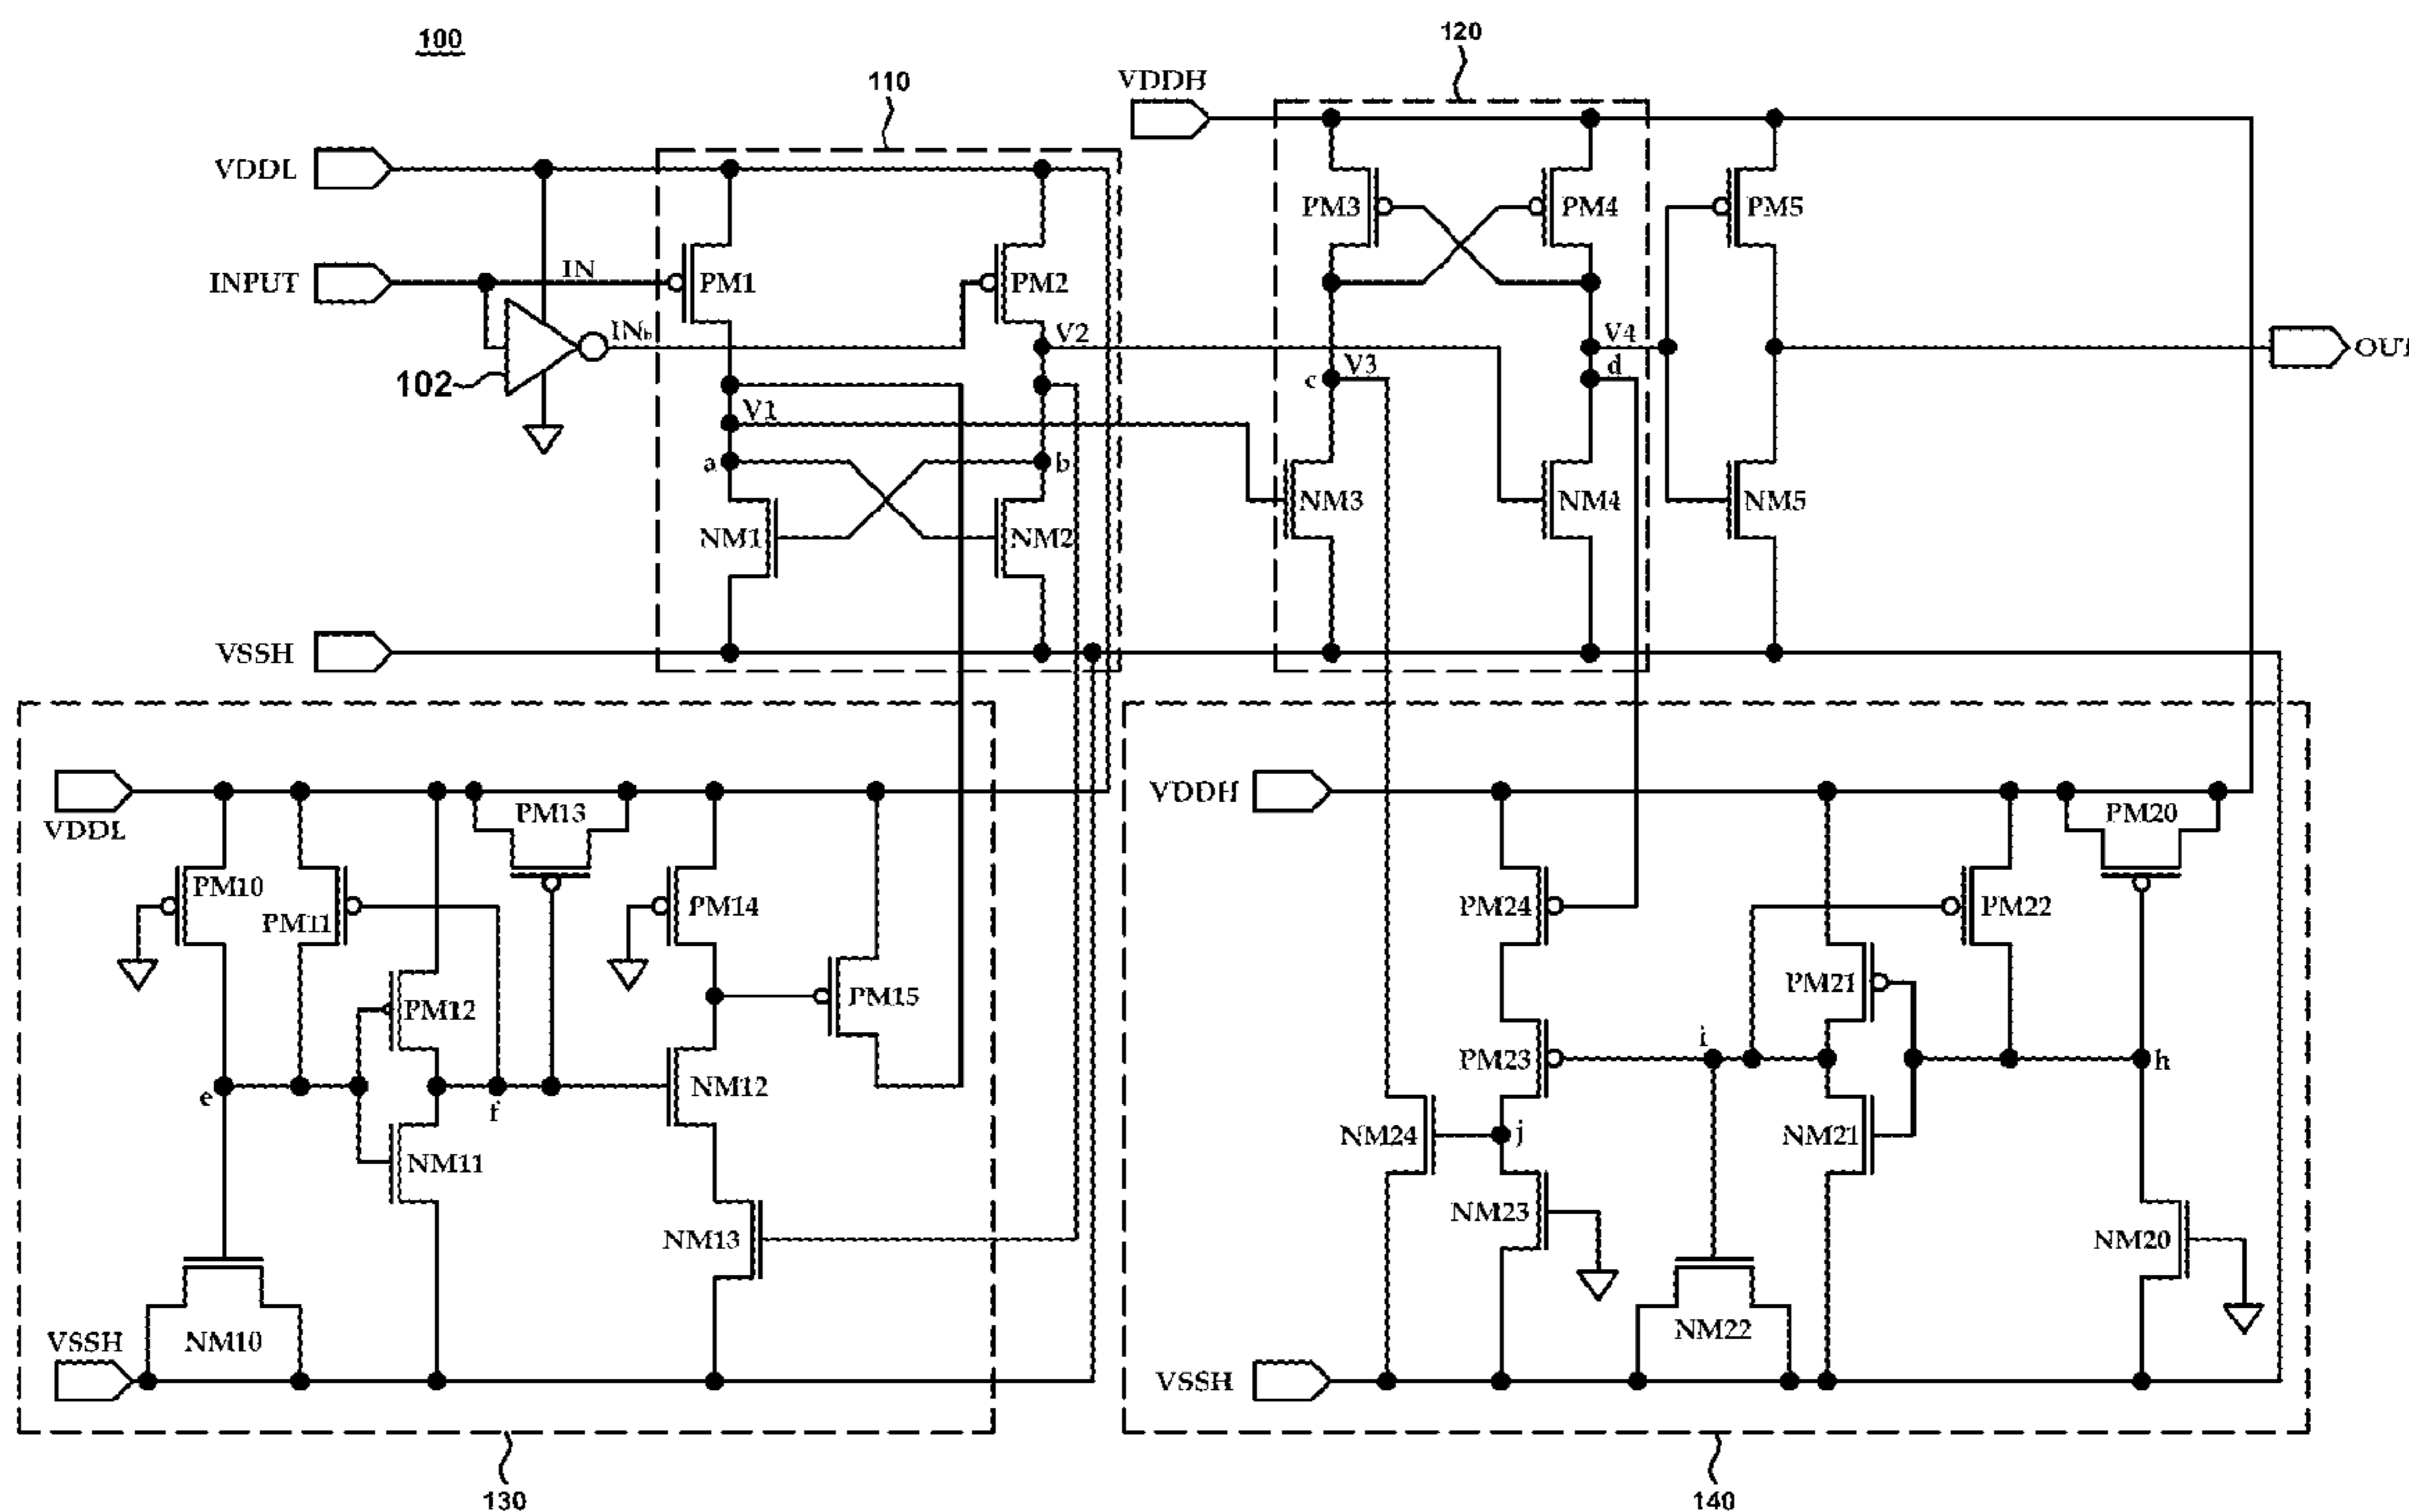 100
110
120
VDDH
VDDL
PM3
PM4
PM5
INPUT
IN
PM1
PM2
INb
V2
V4
OUT
102
c
V3
d
V1
a
b
NM3
NM4
NM5
NM1
NM2
VSSH
VDDL
PM13
VDDH
PM20
PM10
PM11
PM14
PM24
PM22
PM12
PM15
PM21
i
e
f
NM12
PM23
h
NM11
NM24
j
NM21
NM13
NM23
NM20
VSSH
NM10
NM22
VSSH
130
140